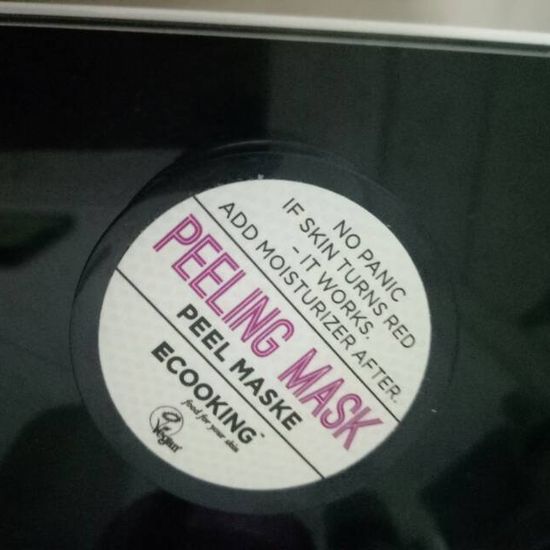 NO PANIC
IF SKIN TURNS RED
- IT WORKS.
ADD MOISTURIZER AFTER.
PEELING MASK
PEEL MASKE
ECOOKING™
food for your skin
Vegan